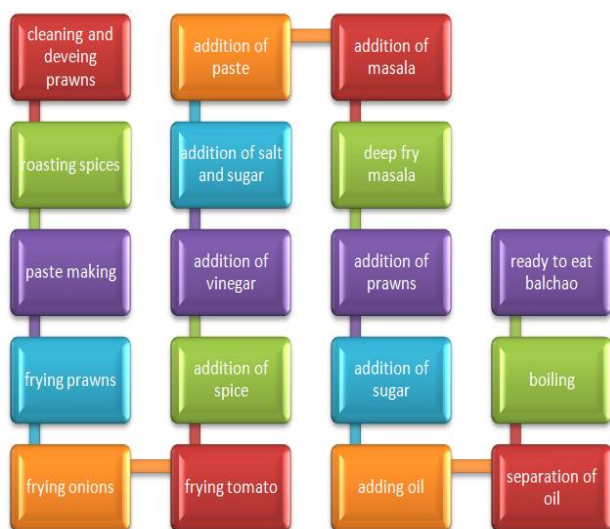 cleaning and
deveing
prawns
roasting spices
paste making
frying prawns
frying onions
frying tomato
addition of
spice
addition of
vinegar
addition of salt
and sugar
addition of
paste
addition of
masala
deep fry
masala
addition of
prawns
addition of
sugar
adding oil
separation of
oil
boiling
ready to eat
balchao